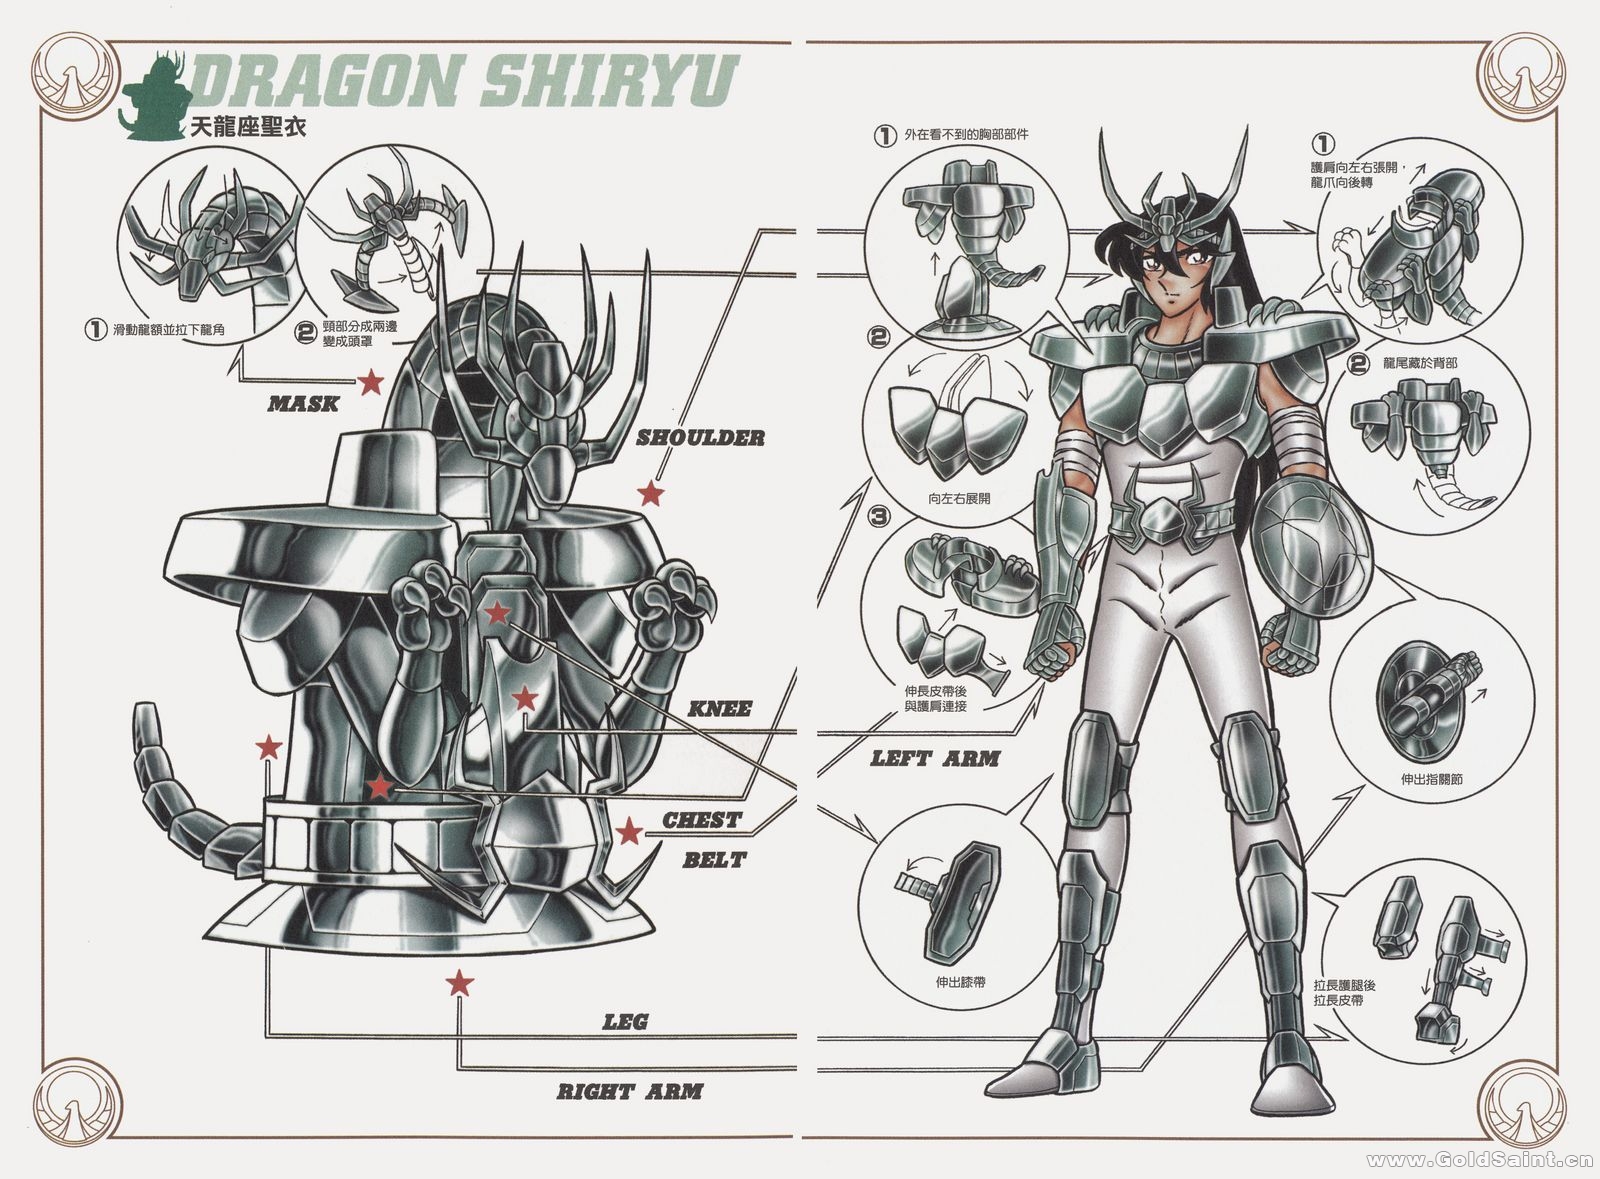 DRAGON SHIRYU
天龍座聖衣
1 滑動龍額並拉下龍角
2 頸部分成兩邊
變成頭罩
MASK
SHOULDER
KNEE
CHEST
BELT
LEG
RIGHT ARM
1 外在看不到的胸部部件
2
向左右展開
3
伸長皮帶後
與護肩連接
LEFT ARM
伸出膝帶
1
護肩向左右張開，
龍爪向後轉
2 龍尾藏於背部
伸出指關節
拉長護腿後
拉長皮帶
www.GoldSaint.cn